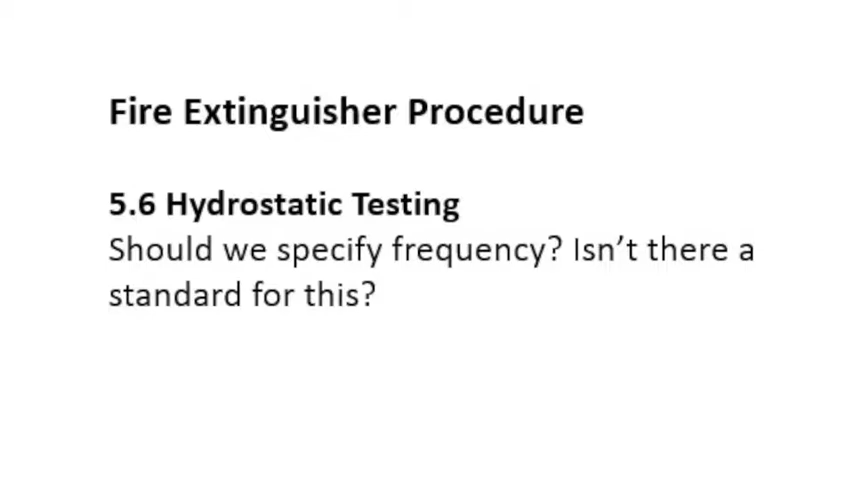 Fire Extinguisher Procedure
5.6 Hydrostatic Testing
Should we specify frequency? Isn’t there a
standard for this?